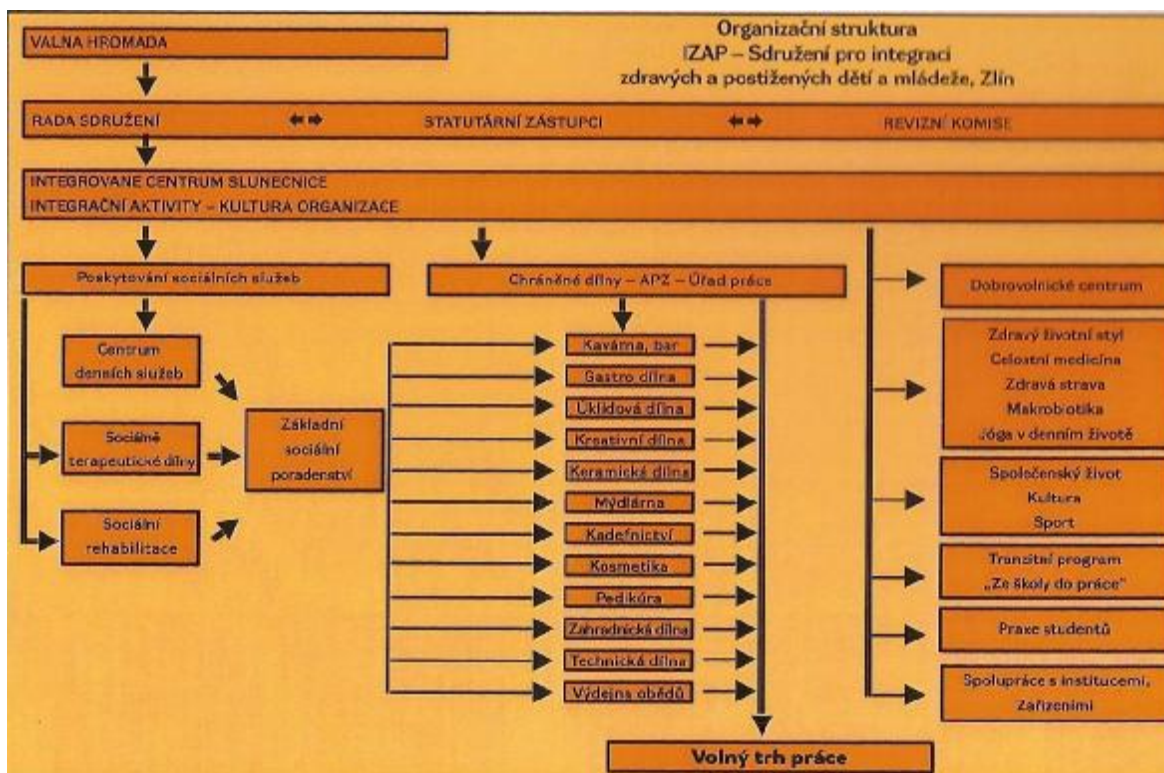 Organizační struktura
IZAP – Sdružení pro integraci
zdravých a postižených dětí a mládeže, Zlín
VALNA HROMADA
RADA SDRUŽENÍ
STATUTÁRNÍ ZÁSTUPCI
REVIZNÍ KOMISE
INTEGROVANE CENTRUM SLUNECNICE
INTEGRAČNÍ AKTIVITY – KULTURA ORGANIZACE
Poskytování sociálních služeb
Chráněné dílny – APZ – Úřad práce
Centrum
denních služeb
Sociálně
terapeutické dílny
Sociální
rehabilitace
Základní
sociální
poradenství
Kavárna, bar
Gastro dílna
Úklidová dílna
Kreativní dílna
Keramická dílna
Mýdlárna
Kadeřnictví
Kosmetika
Pedikúra
Zahradnická dílna
Technická dílna
Výdejna obědů
Volný trh práce
Dobrovolnické centrum
Zdravý životní styl
Celostní medicína
Zdravá strava
Makrobiotika
Jóga v denním životě
Společenský život
Kultura
Sport
Tranzitní program
„Ze školy do práce“
Praxe studentů
Spolupráce s institucemi,
Zařízeními